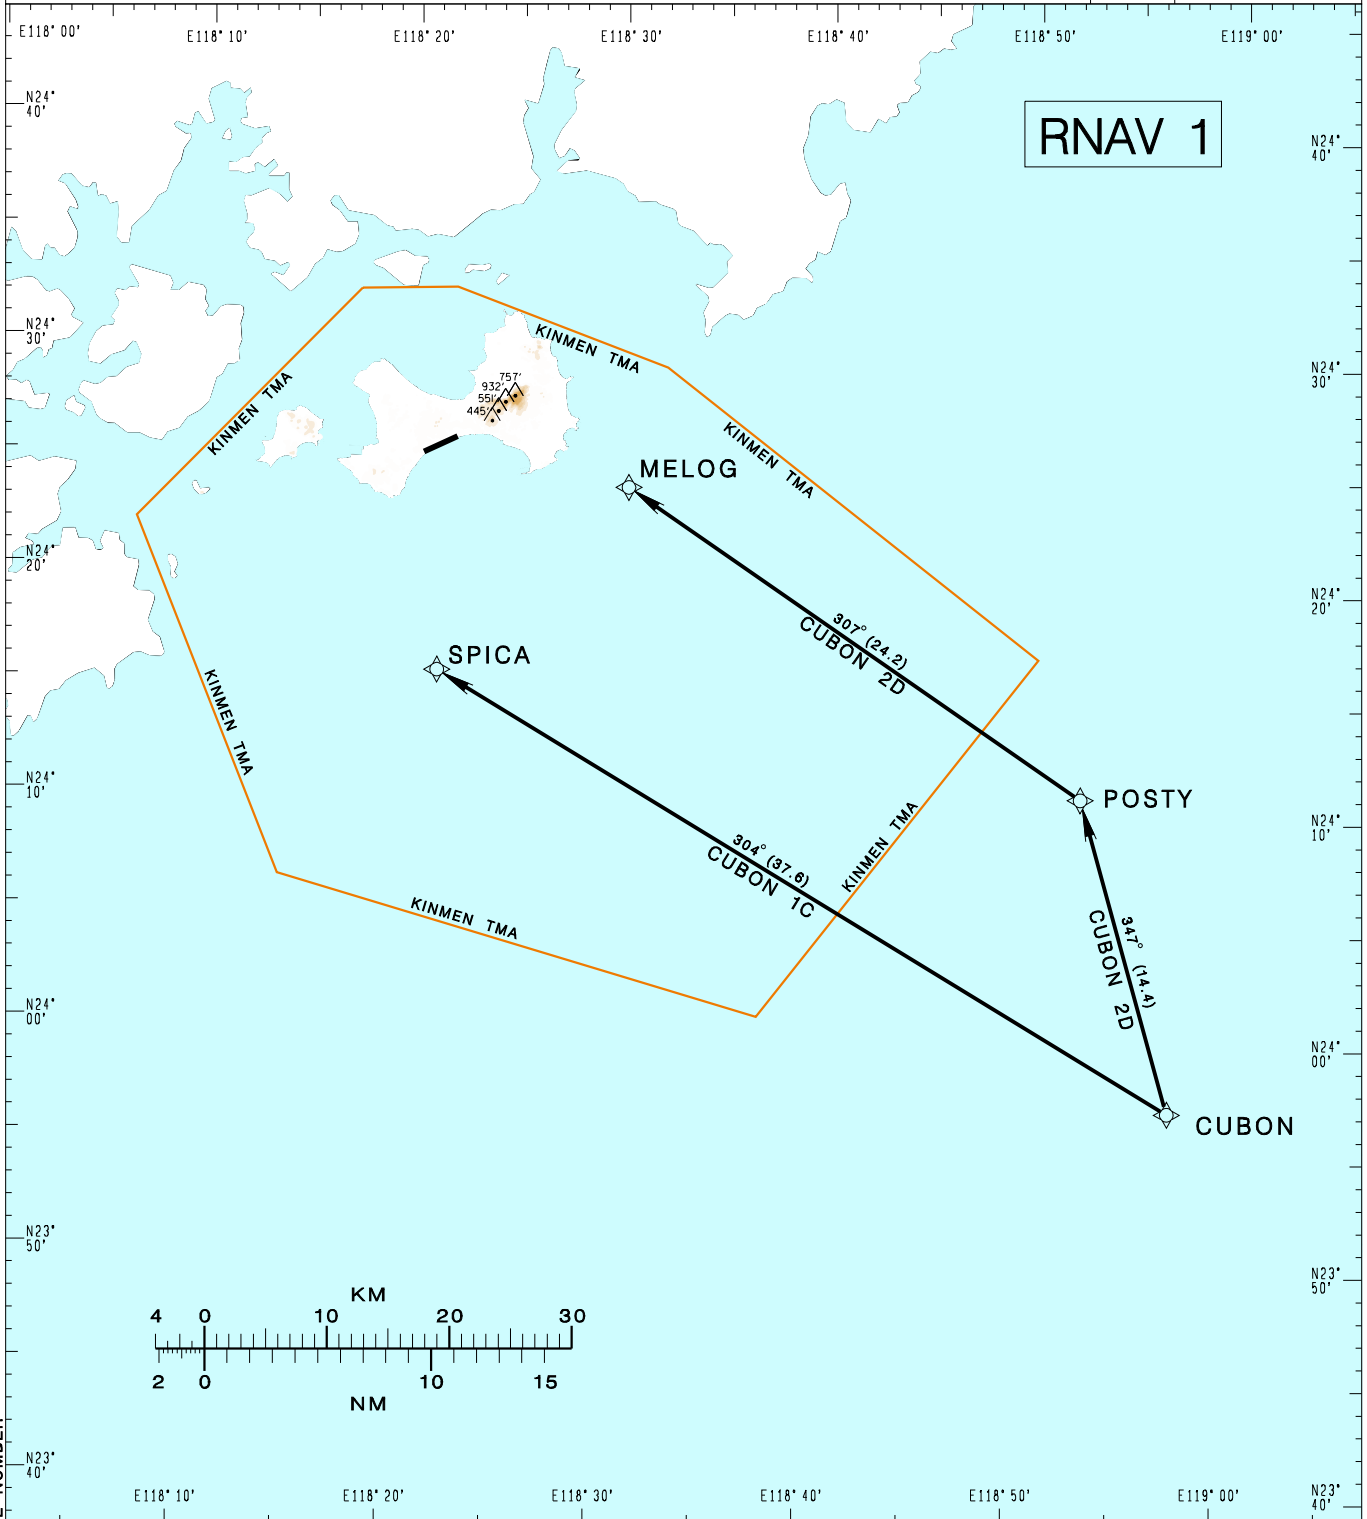 E118° 00'
E118° 10'
E118° 20'
E118° 30'
E118° 40'
E118° 50'
E119° 00'
N24°
40'
RNAV 1
N24°
40'
N24°
30'
KINMEN TMA
KINMEN TMA
757'
932'
551'
445'
N24°
30'
KINMEN TMA
MELOG
N24°
20'
N24°
20'
307° (24.2)
CUBON 2D
SPICA
KINMEN TMA
N24°
10'
POSTY
N24°
10'
304° (37.6)
CUBON 1C
KINMEN TMA
KINMEN TMA
347° (14.4)
CUBON 2D
N24°
00'
N24°
00'
CUBON
N23°
50'
N23°
50'
KM
4 0 10 20 30
2 0 10 15
NM
N23°
40'
E118° 10'
E118° 20'
E118° 30'
E118° 40'
E118° 50'
E119° 00'
N23°
40'